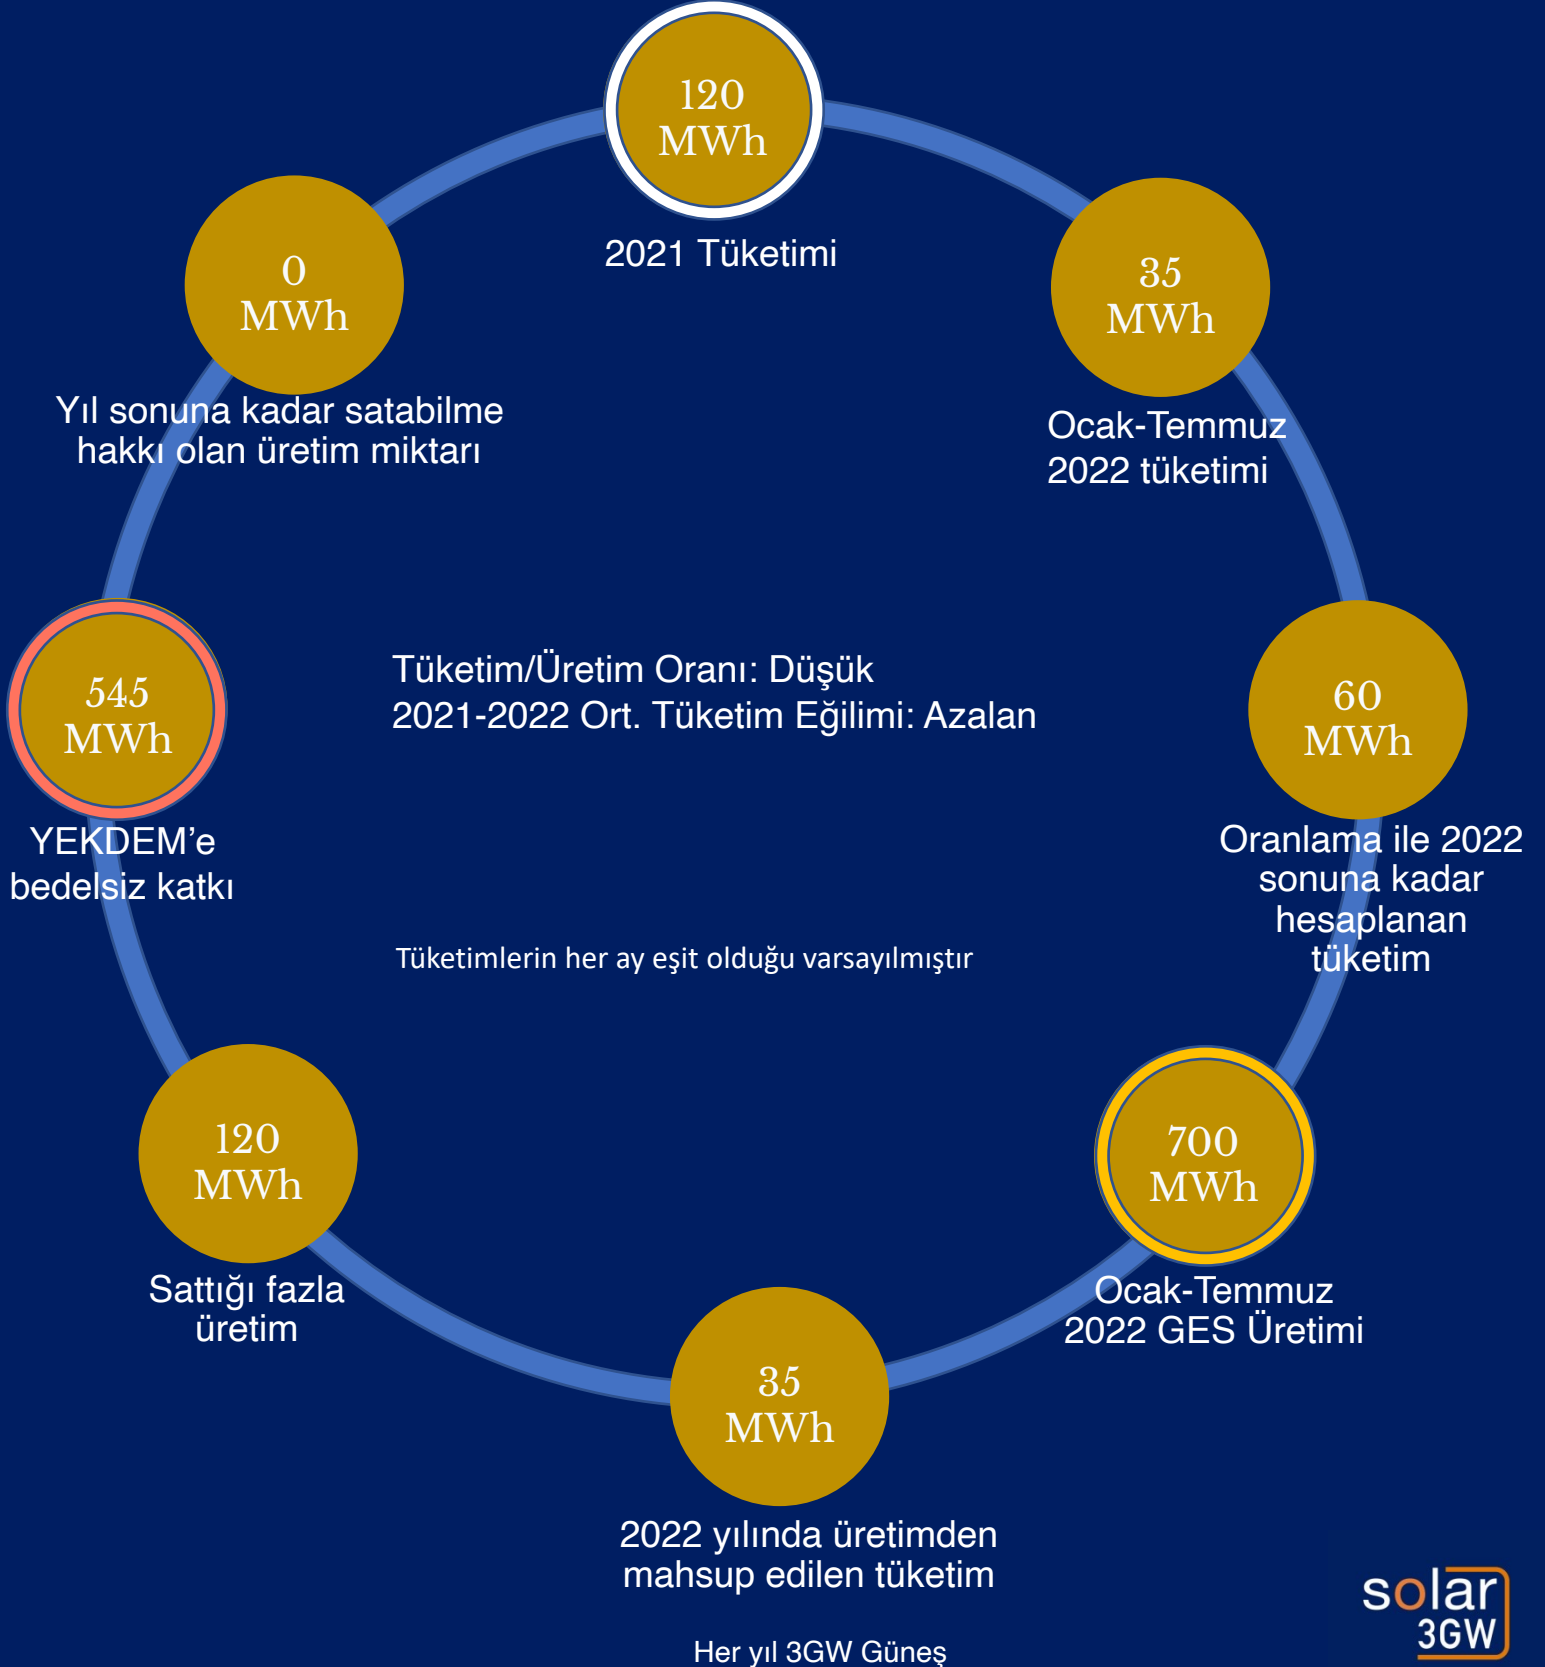 120
MWh
2021 Tüketimi
35
MWh
Ocak-Temmuz
2022 tüketimi
60
MWh
Oranlama ile 2022
sonuna kadar
hesaplanan
tüketim
700
MWh
Ocak-Temmuz
2022 GES Üretimi
35
MWh
2022 yılında üretimden
mahsup edilen tüketim
120
MWh
Sattığı fazla
üretim
545
MWh
YEKDEM’e
bedelsiz katkı
0
MWh
Yıl sonuna kadar satabilme
hakkı olan üretim miktarı
Tüketim/Üretim Oranı: Düşük
2021-2022 Ort. Tüketim Eğilimi: Azalan
Tüketimlerin her ay eşit olduğu varsayılmıştır
Her yıl 3GW Güneş
solar
3GW